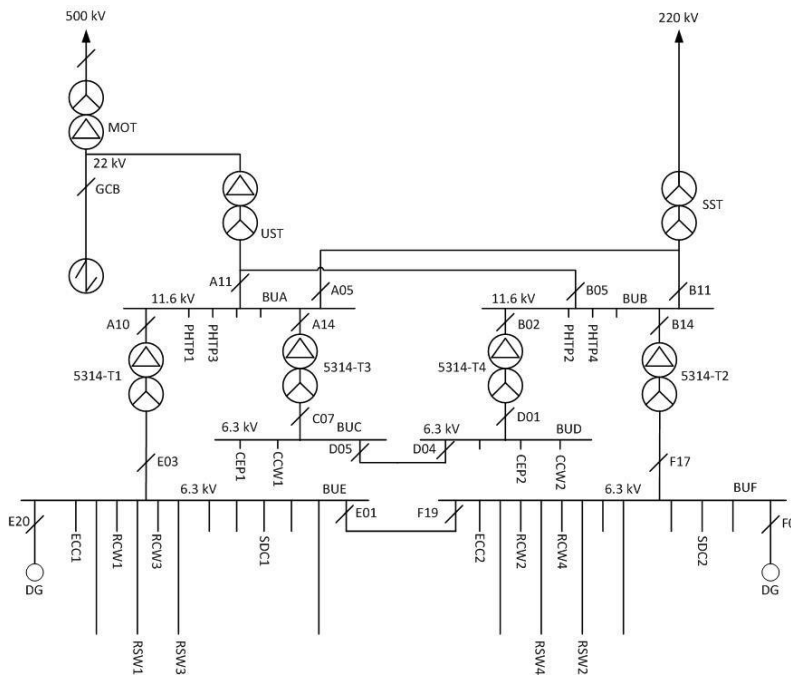 500 kV
220 kV
MOT
22 kV
GCB
UST
SST
A11
A05
B05
B11
11.6 kV
BUA
11.6 kV
BUB
A10
A14
B02
B14
PHTP1
PHTP3
PHTP2
PHTP4
5314-T1
5314-T3
5314-T4
5314-T2
C07
D01
6.3 kV
BUC
6.3 kV
BUD
D05
D04
E03
CEP1
CCW1
CEP2
CCW2
F17
6.3 kV
BUE
6.3 kV
BUF
E20
E01
F19
F0
ECC1
RCW1
RCW3
SDC1
ECC2
RCW2
RCW4
SDC2
DG
DG
RSW1
RSW3
RSW4
RSW2